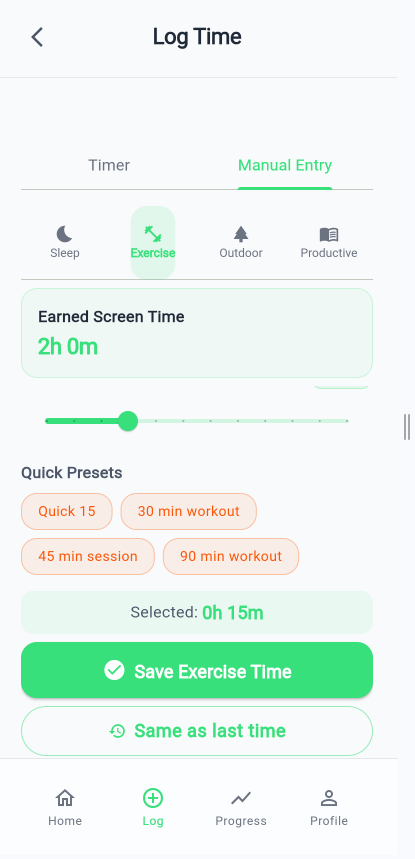 Log Time
Timer Manual Entry
Sleep Exercise Outdoor Productive
Earned Screen Time
2h 0m
Quick Presets
Quick 15 30 min workout
45 min session 90 min workout
Selected: 0h 15m
Save Exercise Time
Same as last time
Home Log Progress Profile